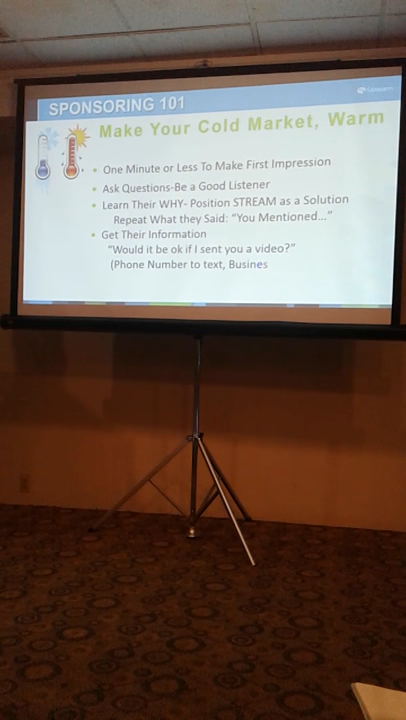 SPONSORING 101
Make Your Cold Market, Warm
One Minute or Less To Make First Impression
Ask Questions-Be a Good Listener
Learn Their WHY- Position STREAM as a Solution
Repeat What they Said: "You Mentioned..."
Get Their Information
"Would it be ok if I sent you a video?"
(Phone Number to text, Busines